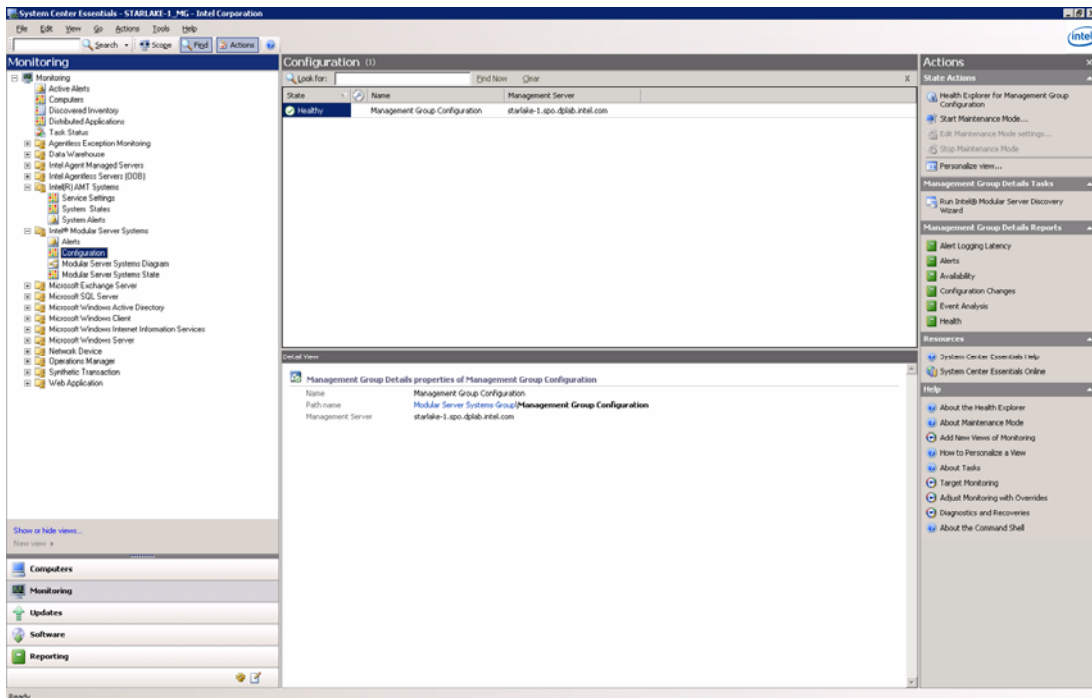 System Center Essentials - STARLAKE-1_MG - Intel Corporation
File Edit View Go Actions Tools Help
Search Scope Find Actions
intel
Monitoring
Monitoring
Active Alerts
Computers
Discovered Inventory
Distributed Applications
Task Status
Agentless Exception Monitoring
Data Warehouse
Intel Agent Managed Servers
Intel Agentless Servers (OOB)
Intel(R) AMT Systems
Service Settings
System States
System Alerts
Intel® Modular Server Systems
Alerts
Configuration
Modular Server Systems Diagram
Modular Server Systems State
Microsoft Exchange Server
Microsoft SQL Server
Microsoft Windows Active Directory
Microsoft Windows Client
Microsoft Windows Internet Information Services
Microsoft Windows Server
Network Device
Operations Manager
Synthetic Transaction
Web Application
Show or hide views...
New view
Computers
Monitoring
Updates
Software
Reporting
Ready
Configuration (1)
Look for: Find Now Clear X
State Name Management Server
Healthy Management Group Configuration starlake-1.spo.dplab.intel.com
Detail View
Management Group Details properties of Management Group Configuration
Name Management Group Configuration
Path name Modular Server Systems Group\Management Group Configuration
Management Server starlake-1.spo.dplab.intel.com
Actions
State Actions
Health Explorer for Management Group
Configuration
Start Maintenance Mode...
Edit Maintenance Mode settings...
Stop Maintenance Mode
Personalize view...
Management Group Details Tasks
Run Intel® Modular Server Discovery
Wizard
Management Group Details Reports
Alert Logging Latency
Alerts
Availability
Configuration Changes
Event Analysis
Health
Resources
System Center Essentials Help
System Center Essentials Online
Help
About the Health Explorer
About Maintenance Mode
Add New Views of Monitoring
How to Personalize a View
About Tasks
Target Monitoring
Adjust Monitoring with Overrides
Diagnostics and Recoveries
About the Command Shell